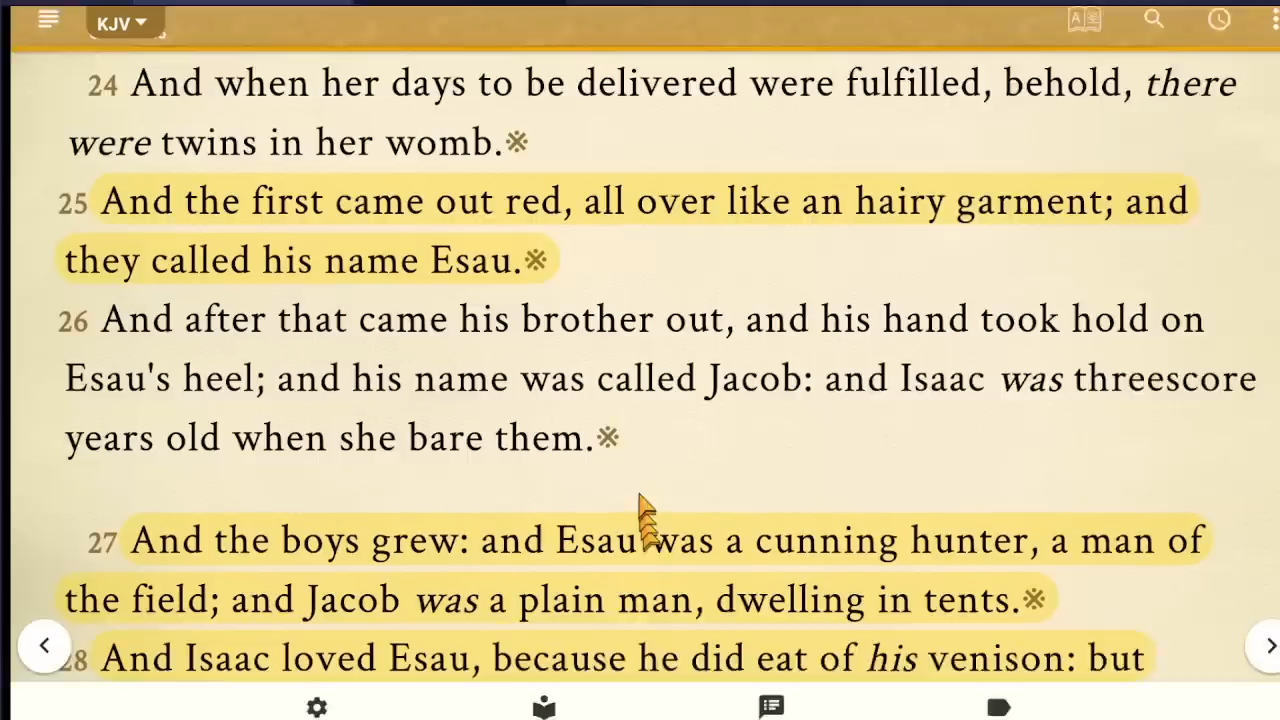 KJV
24 And when her days to be delivered were fulfilled, behold, there
were twins in her womb.※
25 And the first came out red, all over like an hairy garment; and
they called his name Esau.※
26 And after that came his brother out, and his hand took hold on
Esau's heel; and his name was called Jacob: and Isaac was threescore
years old when she bare them.※
27 And the boys grew: and Esau was a cunning hunter, a man of
the field; and Jacob was a plain man, dwelling in tents.※
28 And Isaac loved Esau, because he did eat of his venison: but